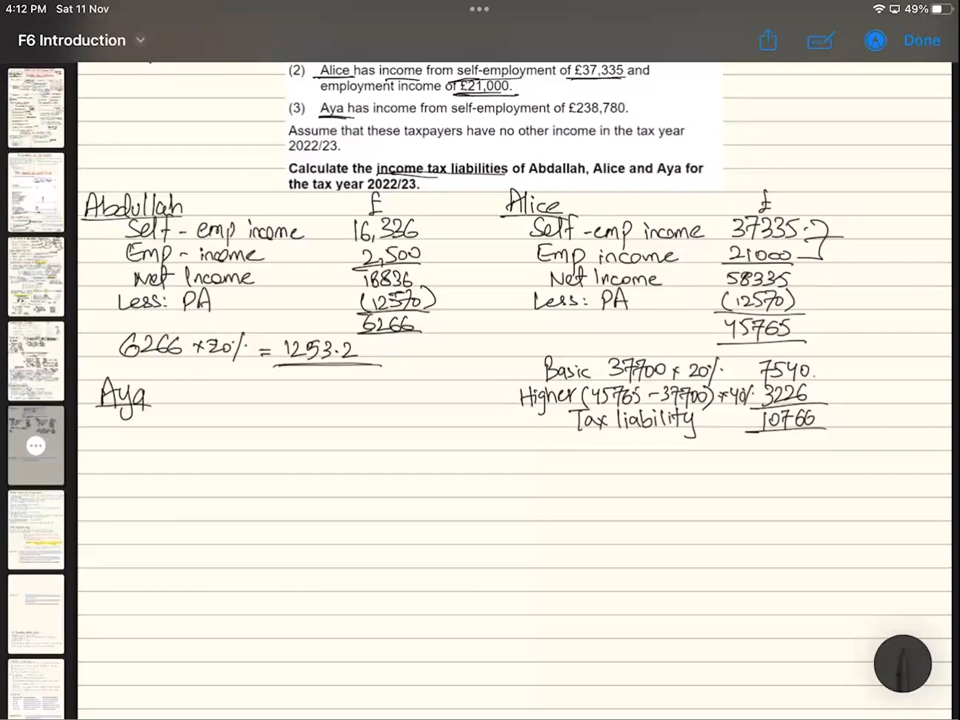 4:12 PM Sat 11 Nov
49%
F6 Introduction
Done
(2) Alice has income from self-employment of £37,335 and
employment income of £21,000.
(3) Aya has income from self-employment of £238,780.
Assume that these taxpayers have no other income in the tax year
2022/23.
Calculate the income tax liabilities of Abdallah, Alice and Aya for
the tax year 2022/23.
Abdullah £
Self - emp income 16,326
Emp - income 2,500
Net Income 18836
Less: PA (12570)
6266
6266 × 20% = 1253.2
Aya
Alice £
Self - emp income 37335
Emp income 21000
Net Income 58335
Less: PA (12570)
45765
Basic 37700 × 20% 7540
Higher (45765 - 37700) × 40% 3226
Tax liability 10766